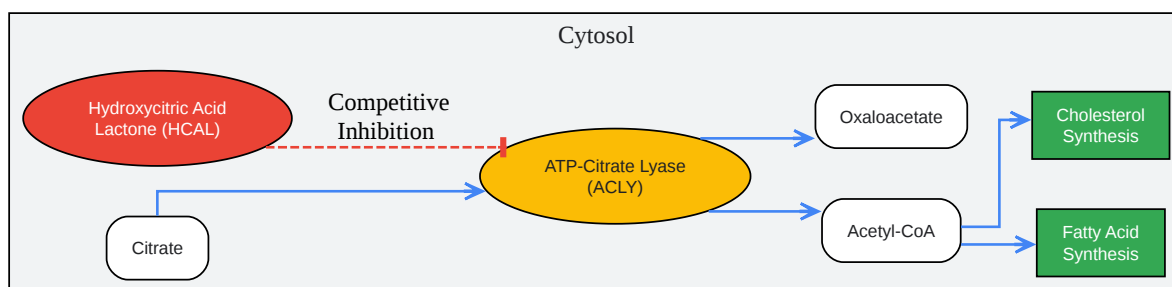 Cytosol
Hydroxycitric Acid
Lactone (HCAL)
Competitive
Inhibition
ATP-Citrate Lyase
(ACLY)
Citrate
Oxaloacetate
Acetyl-CoA
Cholesterol
Synthesis
Fatty Acid
Synthesis